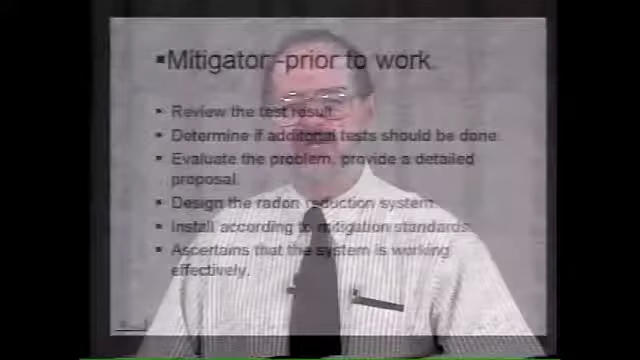 ▪Mitigator -prior to work.
▪ Review the test result.
▪ Determine if additonal tests should be done.
▪ Evaluate the problem, provide a detailed
proposal.
▪ Design the radon reduction system.
▪ Install according to mitigation standards.
▪ Ascertains that the system is working
effectively.